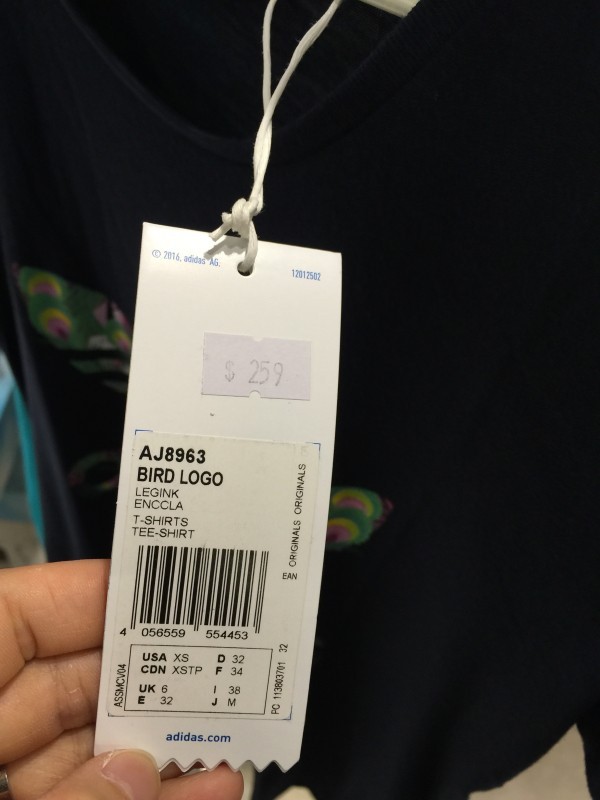 © 2016, adidas AG.
12012502
$ 259
AJ8963
BIRD LOGO
LEGINK
ENCCLA
T-SHIRTS
TEE-SHIRT
ORIGINALS ORIGINALS
EAN
4 056559 554453
USA XS D 32
CDN XSTP F 34
UK 6 I 38
E 32 J M
ASSMCV04
PO 113803701 32
adidas.com